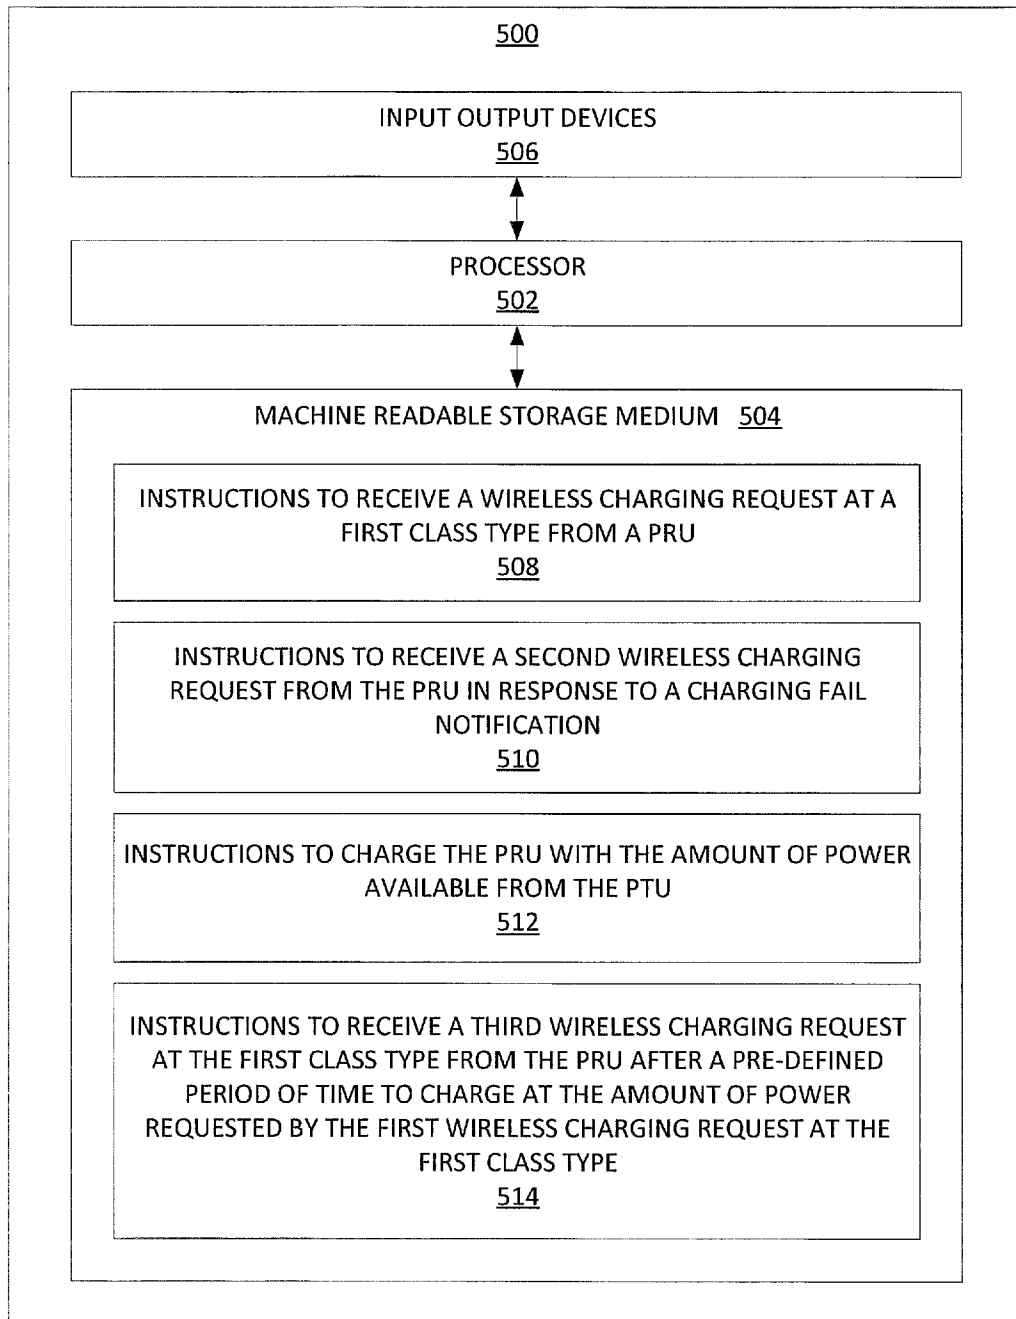 500
INPUT OUTPUT DEVICES
506
PROCESSOR
502
MACHINE READABLE STORAGE MEDIUM 504
INSTRUCTIONS TO RECEIVE A WIRELESS CHARGING REQUEST AT A
FIRST CLASS TYPE FROM A PRU
508
INSTRUCTIONS TO RECEIVE A SECOND WIRELESS CHARGING
REQUEST FROM THE PRU IN RESPONSE TO A CHARGING FAIL
NOTIFICATION
510
INSTRUCTIONS TO CHARGE THE PRU WITH THE AMOUNT OF POWER
AVAILABLE FROM THE PTU
512
INSTRUCTIONS TO RECEIVE A THIRD WIRELESS CHARGING REQUEST
AT THE FIRST CLASS TYPE FROM THE PRU AFTER A PRE-DEFINED
PERIOD OF TIME TO CHARGE AT THE AMOUNT OF POWER
REQUESTED BY THE FIRST WIRELESS CHARGING REQUEST AT THE
FIRST CLASS TYPE
514